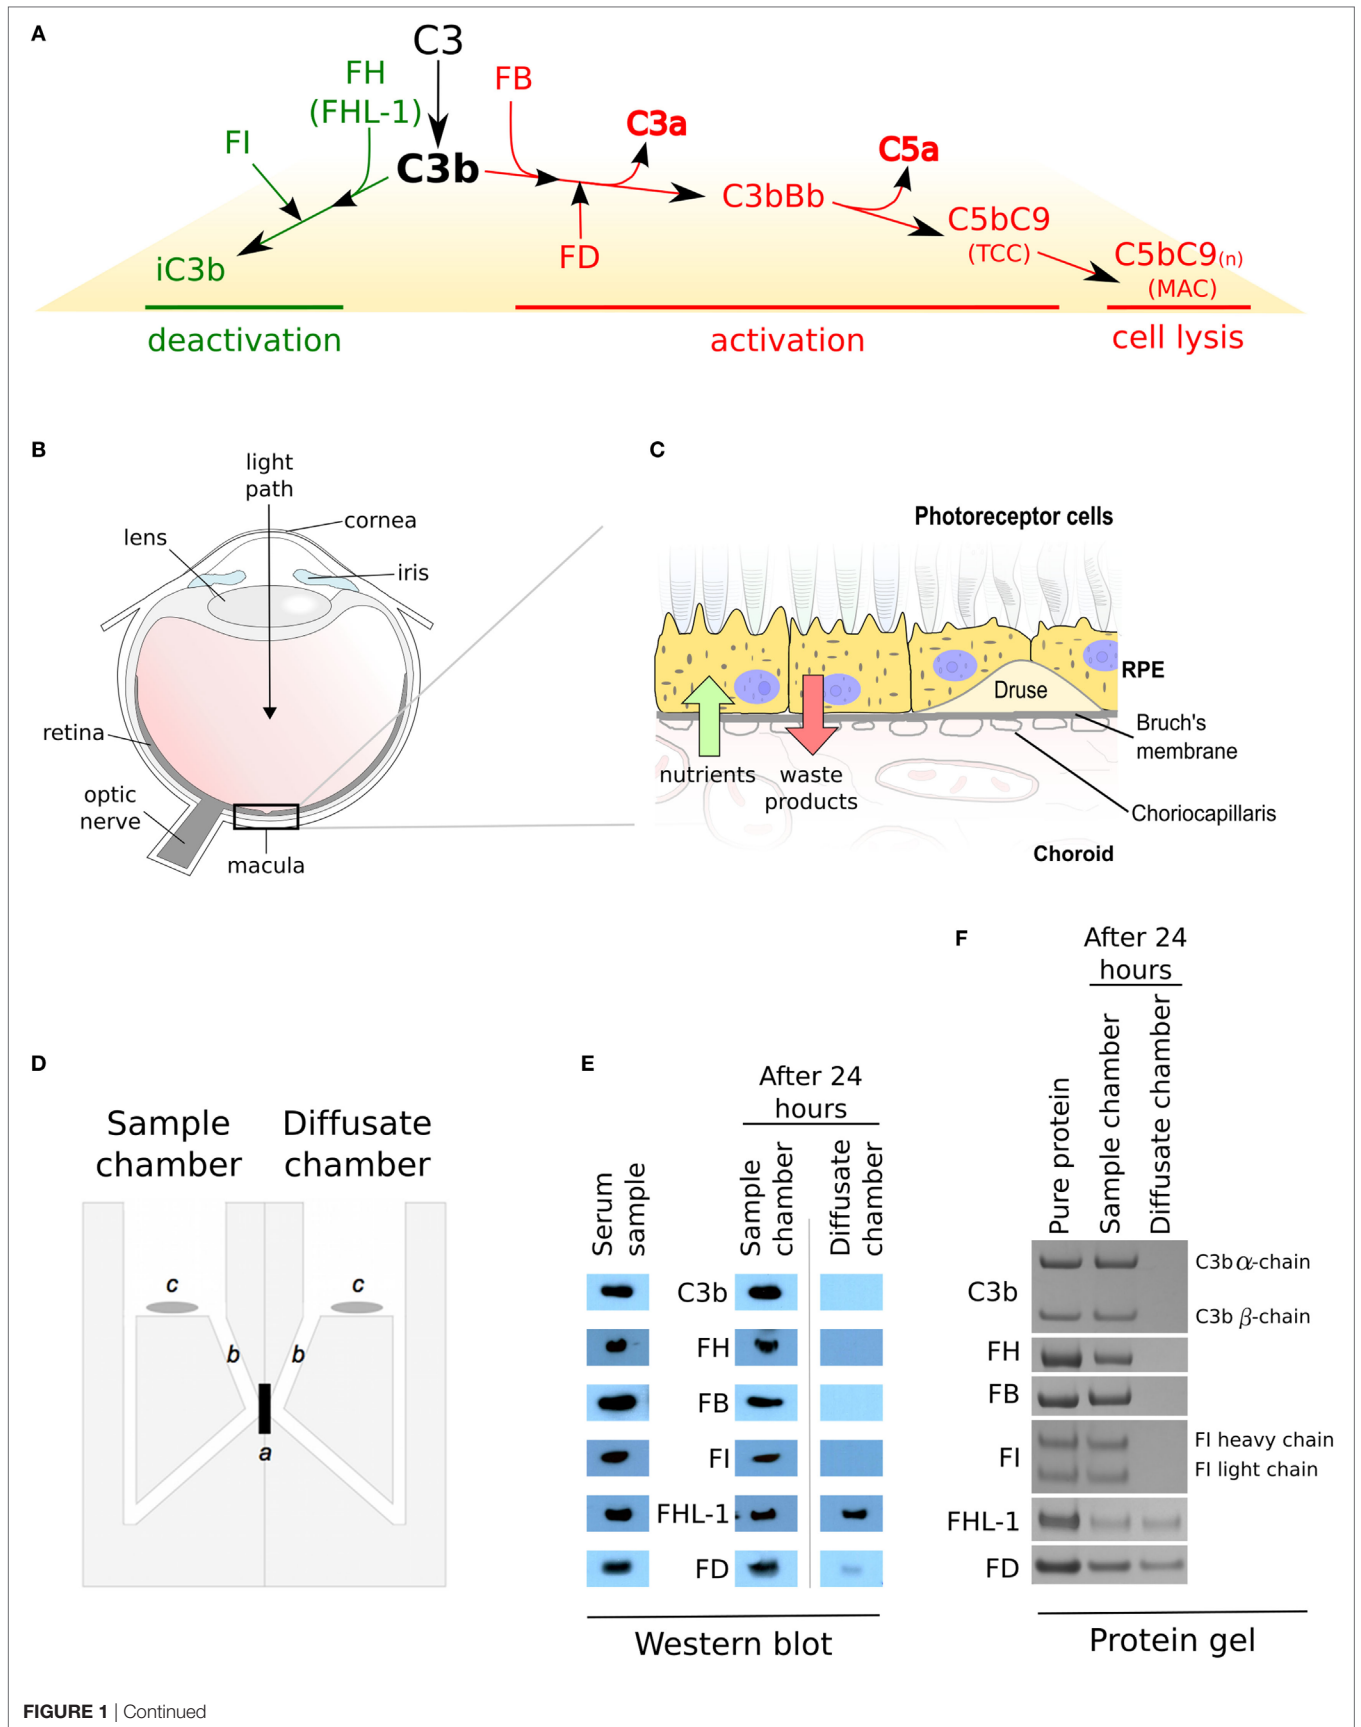 A
C3
FH
(FHL-1)
FI
FB
C3a
C5a
C3b
C3bBb
C5bC9
(TCC)
FD
C5bC9(n)
(MAC)
iC3b
deactivation
activation
cell lysis
B
light
path
cornea
lens
iris
retina
optic
nerve
macula
C
Photoreceptor cells
RPE
Druse
Bruch's
membrane
nutrients
waste
products
Choriocapillaris
Choroid
D
Sample
chamber
Diffusate
chamber
c
c
b
b
a
E
After 24
hours
Serum
sample
Sample
chamber
Diffusate
chamber
C3b
FH
FB
FI
FHL-1
FD
Western blot
F
After 24
hours
Pure protein
Sample chamber
Diffusate chamber
C3b α-chain
C3b
C3b β-chain
FH
FB
FI heavy chain
FI
FI light chain
FHL-1
FD
Protein gel
FIGURE 1 | Continued